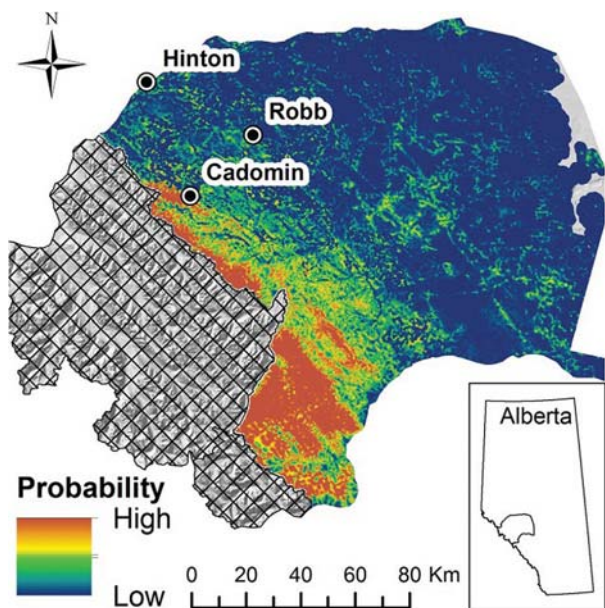 N
Hinton
Robb
Cadomin
Alberta
Probability
High
Low
0 20 40 60 80 Km